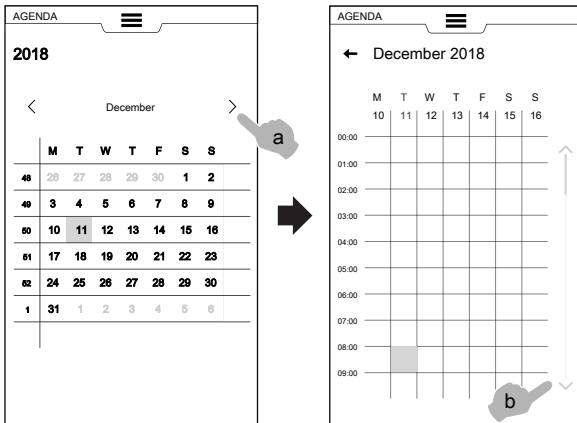 AGENDA
2018
December
a
M T W T F S S
48 26 27 28 29 30 1 2
49 3 4 5 6 7 8 9
50 10 11 12 13 14 15 16
51 17 18 19 20 21 22 23
52 24 25 26 27 28 29 30
1 31 1 2 3 4 5 6
AGENDA
December 2018
M T W T F S S
10 11 12 13 14 15 16
00:00
01:00
02:00
03:00
04:00
05:00
06:00
07:00
08:00
09:00
b